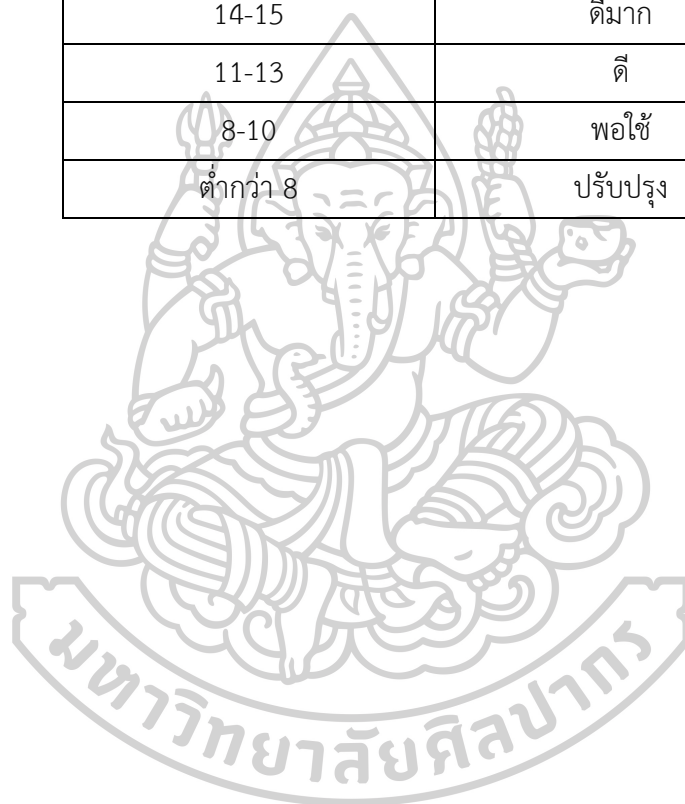 14-15 ดีมาก
11-13 ดี
8-10 พอใช้
ต่ำกว่า 8 ปรับปรุง
มหาวิทยาลัยศิลปากร